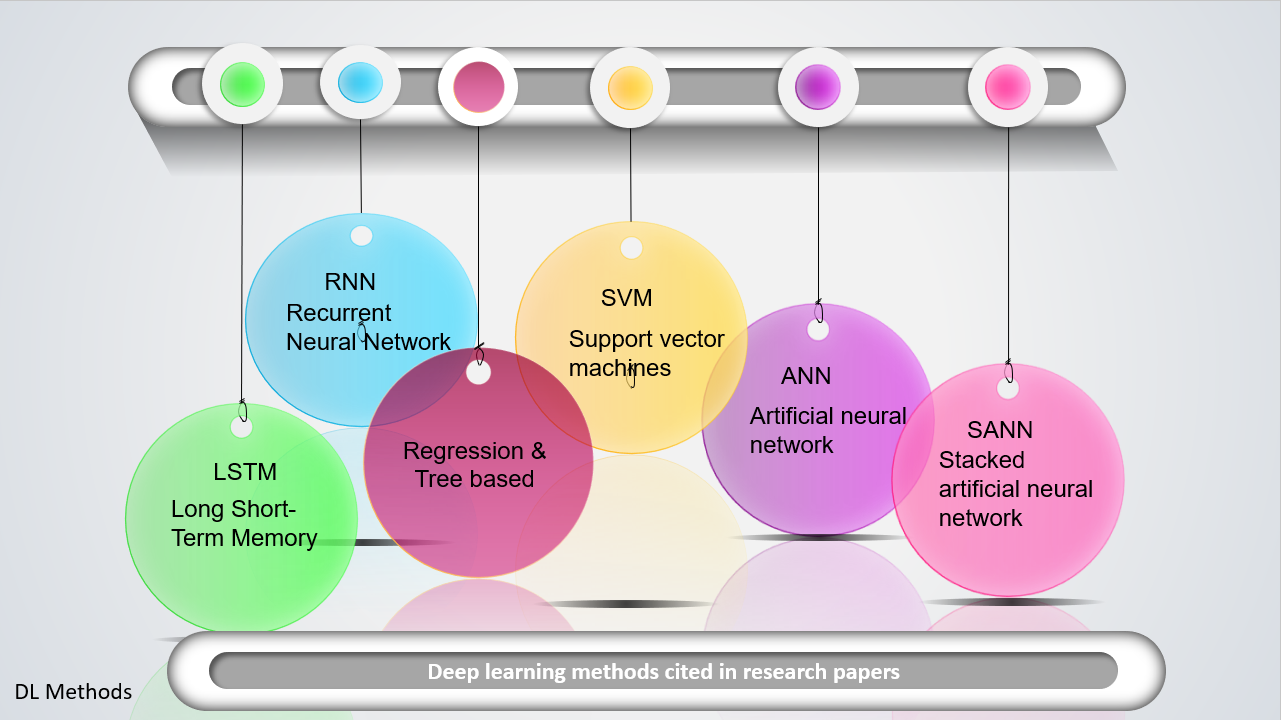 RNN
Recurrent
Neural Network
SVM
Support vector
machines
ANN
Artificial neural
network
SANN
Stacked
artificial neural
network
Regression &
Tree based
LSTM
Long Short-
Term Memory
Deep learning methods cited in research papers
DL Methods